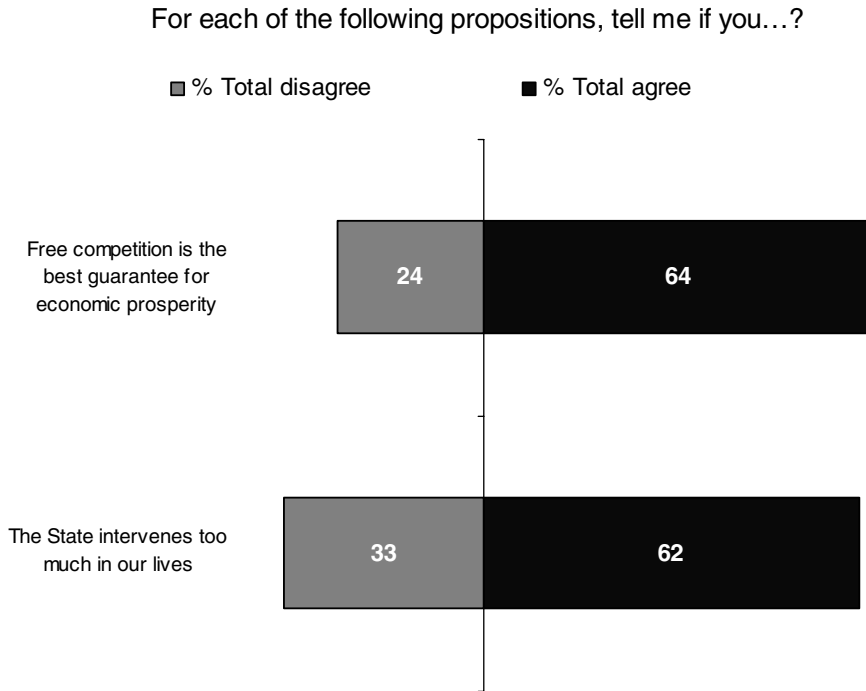 For each of the following propositions, tell me if you…?
% Total disagree
% Total agree
Free competition is the
best guarantee for
economic prosperity
24
64
The State intervenes too
much in our lives
33
62